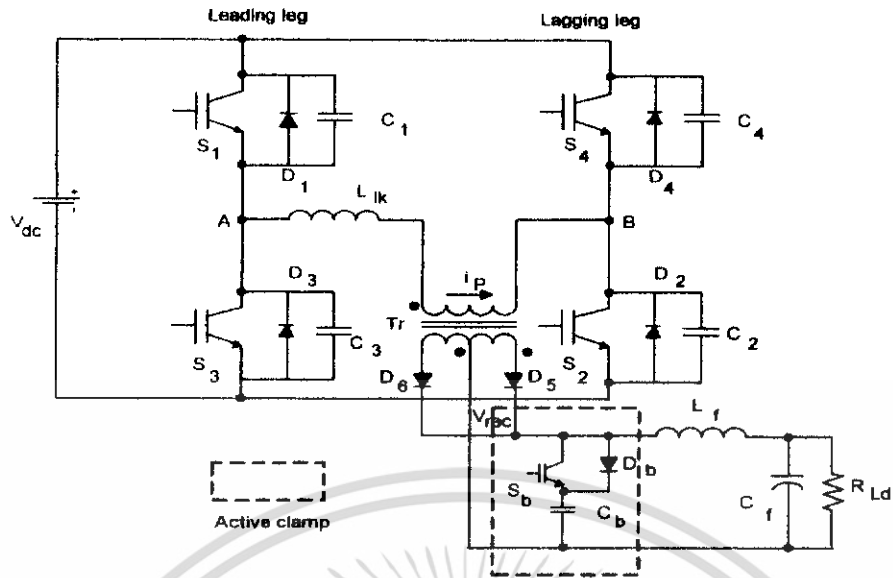 Leading leg
Lagging leg
S1
D1
C1
S4
D4
C4
Vdc
+
-
A
Llk
B
S3
D3
C3
iP
Tr
S2
D2
C2
D6
D5
Vrec
Lf
Sb
Db
Cb
Cf
RLd
Active clamp